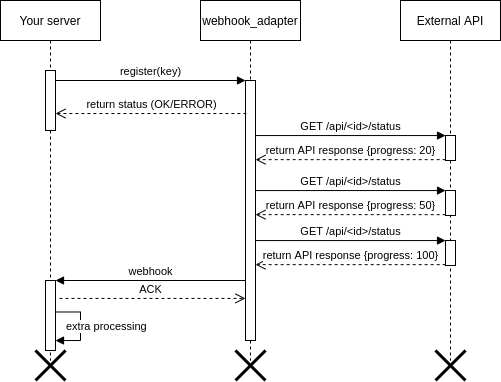 Your server
webhook_adapter
External API
register(key)
return status (OK/ERROR)
GET /api/<id>/status
return API response {progress: 20}
GET /api/<id>/status
return API response {progress: 50}
GET /api/<id>/status
return API response {progress: 100}
webhook
ACK
extra processing